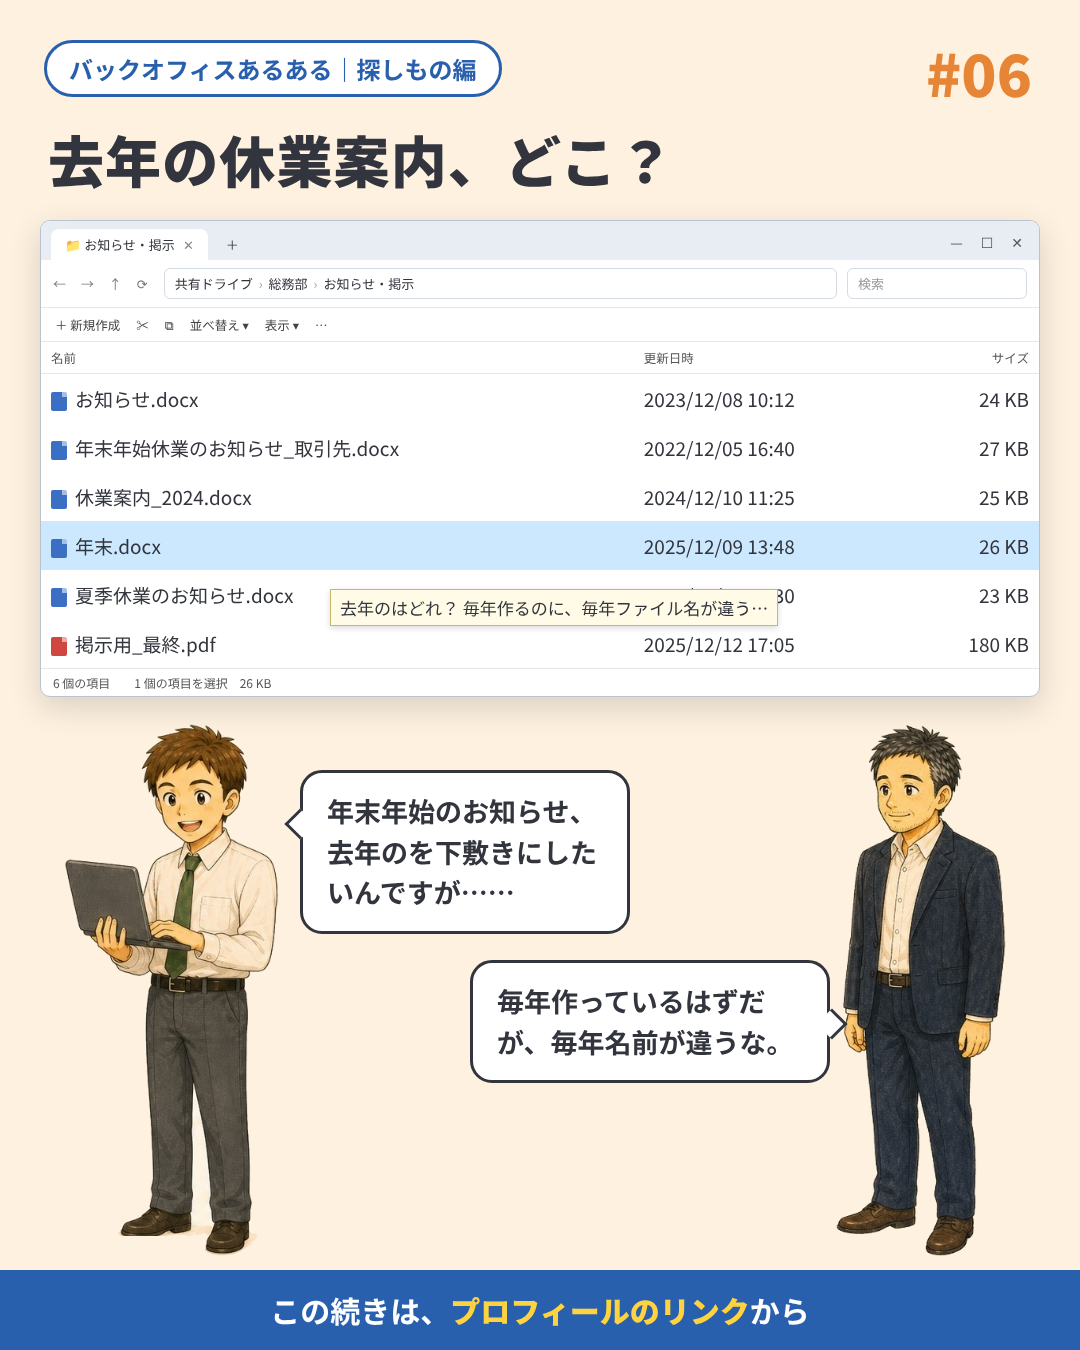 バックオフィスあるある｜探しもの編
#06
去年の休業案内、どこ？
お知らせ・掲示
共有ドライブ › 総務部 › お知らせ・掲示
検索
＋ 新規作成 並べ替え ▾ 表示 ▾ …
名前 更新日時 サイズ
お知らせ.docx 2023/12/08 10:12 24 KB
年末年始休業のお知らせ_取引先.docx 2022/12/05 16:40 27 KB
休業案内_2024.docx 2024/12/10 11:25 25 KB
年末.docx 2025/12/09 13:48 26 KB
夏季休業のお知らせ.docx 30 23 KB
去年のはどれ？ 毎年作るのに、毎年ファイル名が違う…
掲示用_最終.pdf 2025/12/12 17:05 180 KB
6 個の項目 1 個の項目を選択 26 KB
年末年始のお知らせ、
去年のを下敷きにした
いんですが……
毎年作っているはずだ
が、毎年名前が違うな。
この続きは、プロフィールのリンクから